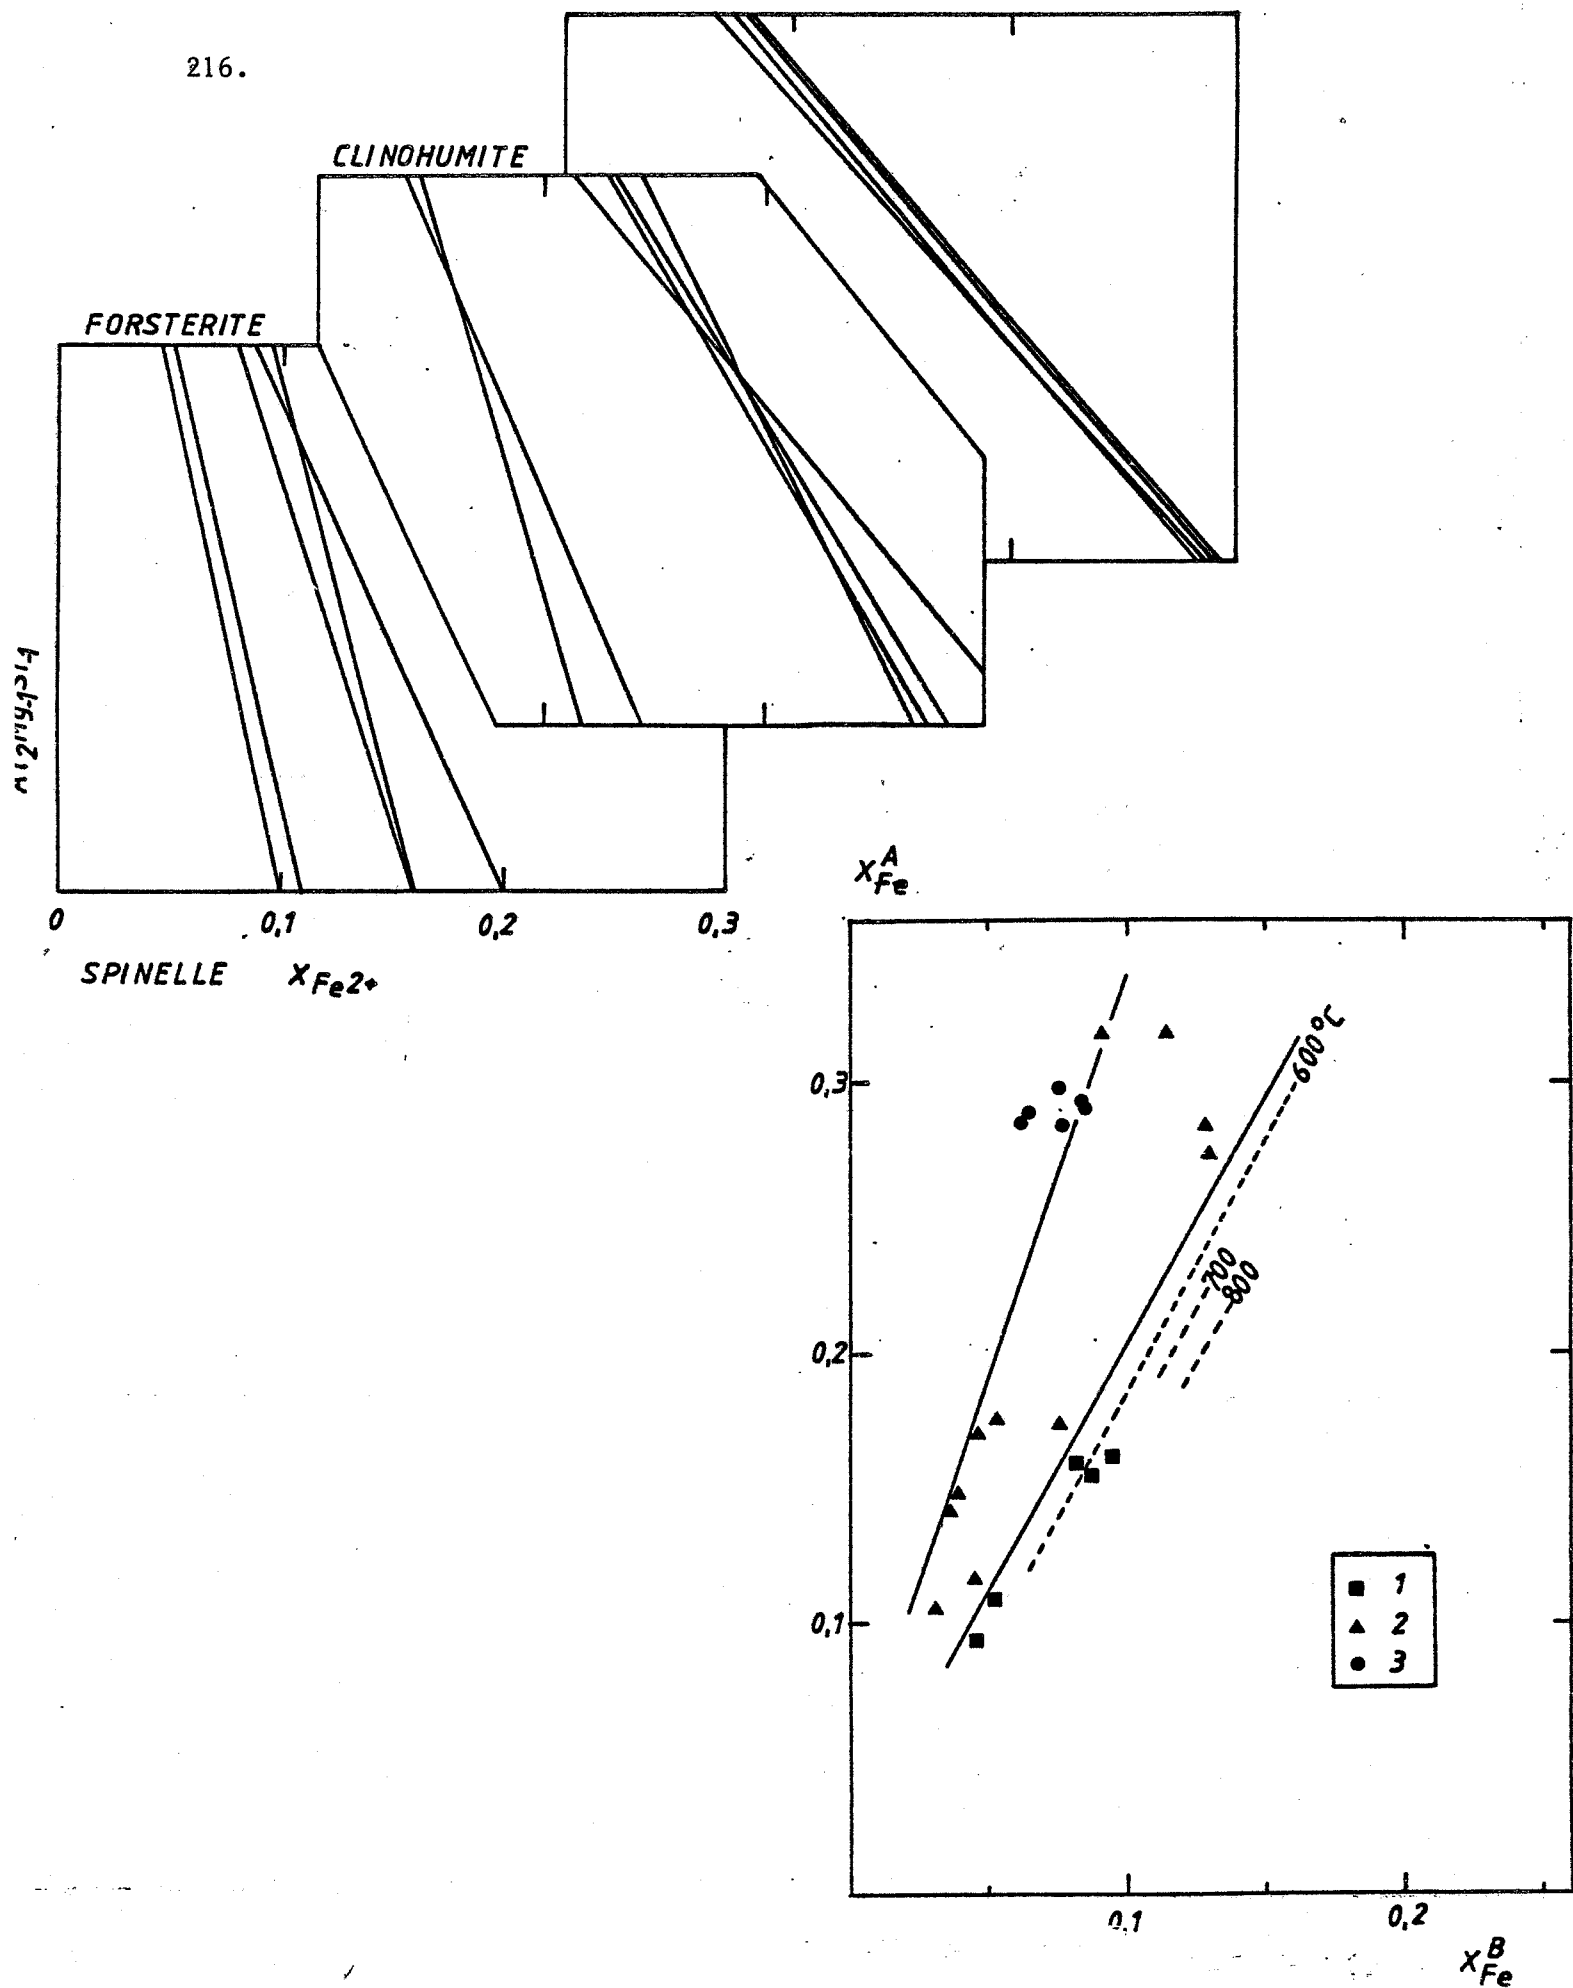 216.
CLINOHUMITE
FORSTERITE
0 0,1 0,2 0,3
SPINELLE X Fe2+
X A Fe
600°C
0,3
700
800
0,2
0,1
1
2
3
0,1 0,2
X B Fe